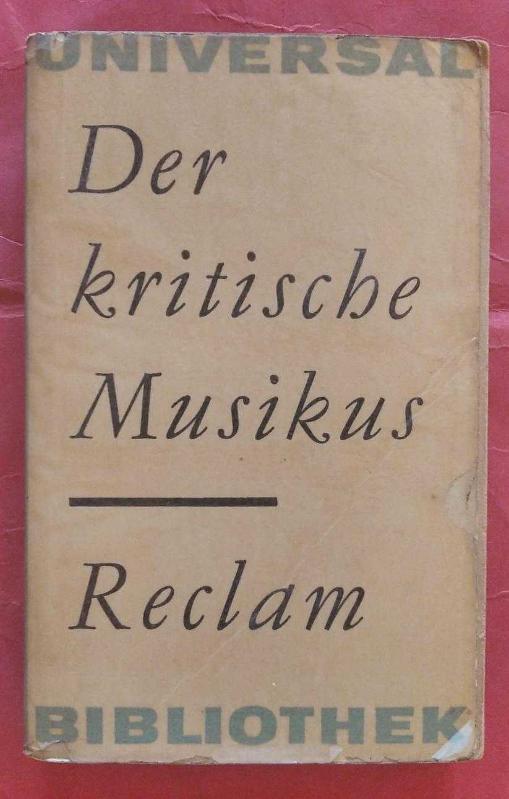 UNIVERSAL
Der
kritische
Musikus
Reclam
BIBLIOTHEK